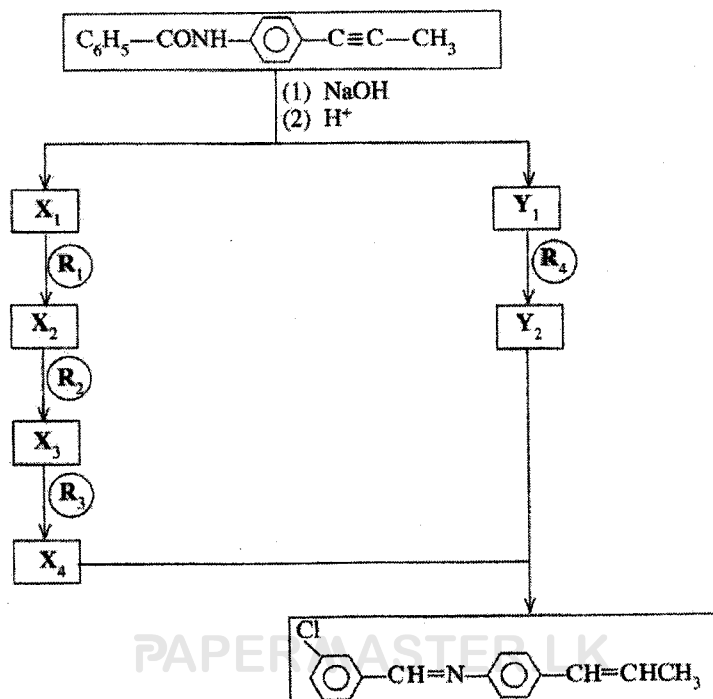 C₆H₅—CONH— —C≡C—CH₃
(1) NaOH
(2) H⁺
X₁ Y₁
R₁ R₄
X₂ Y₂
R₂
X₃
R₃
X₄
PAPERMASTER.LK
Cl
—CH=N— —CH=CHCH₃